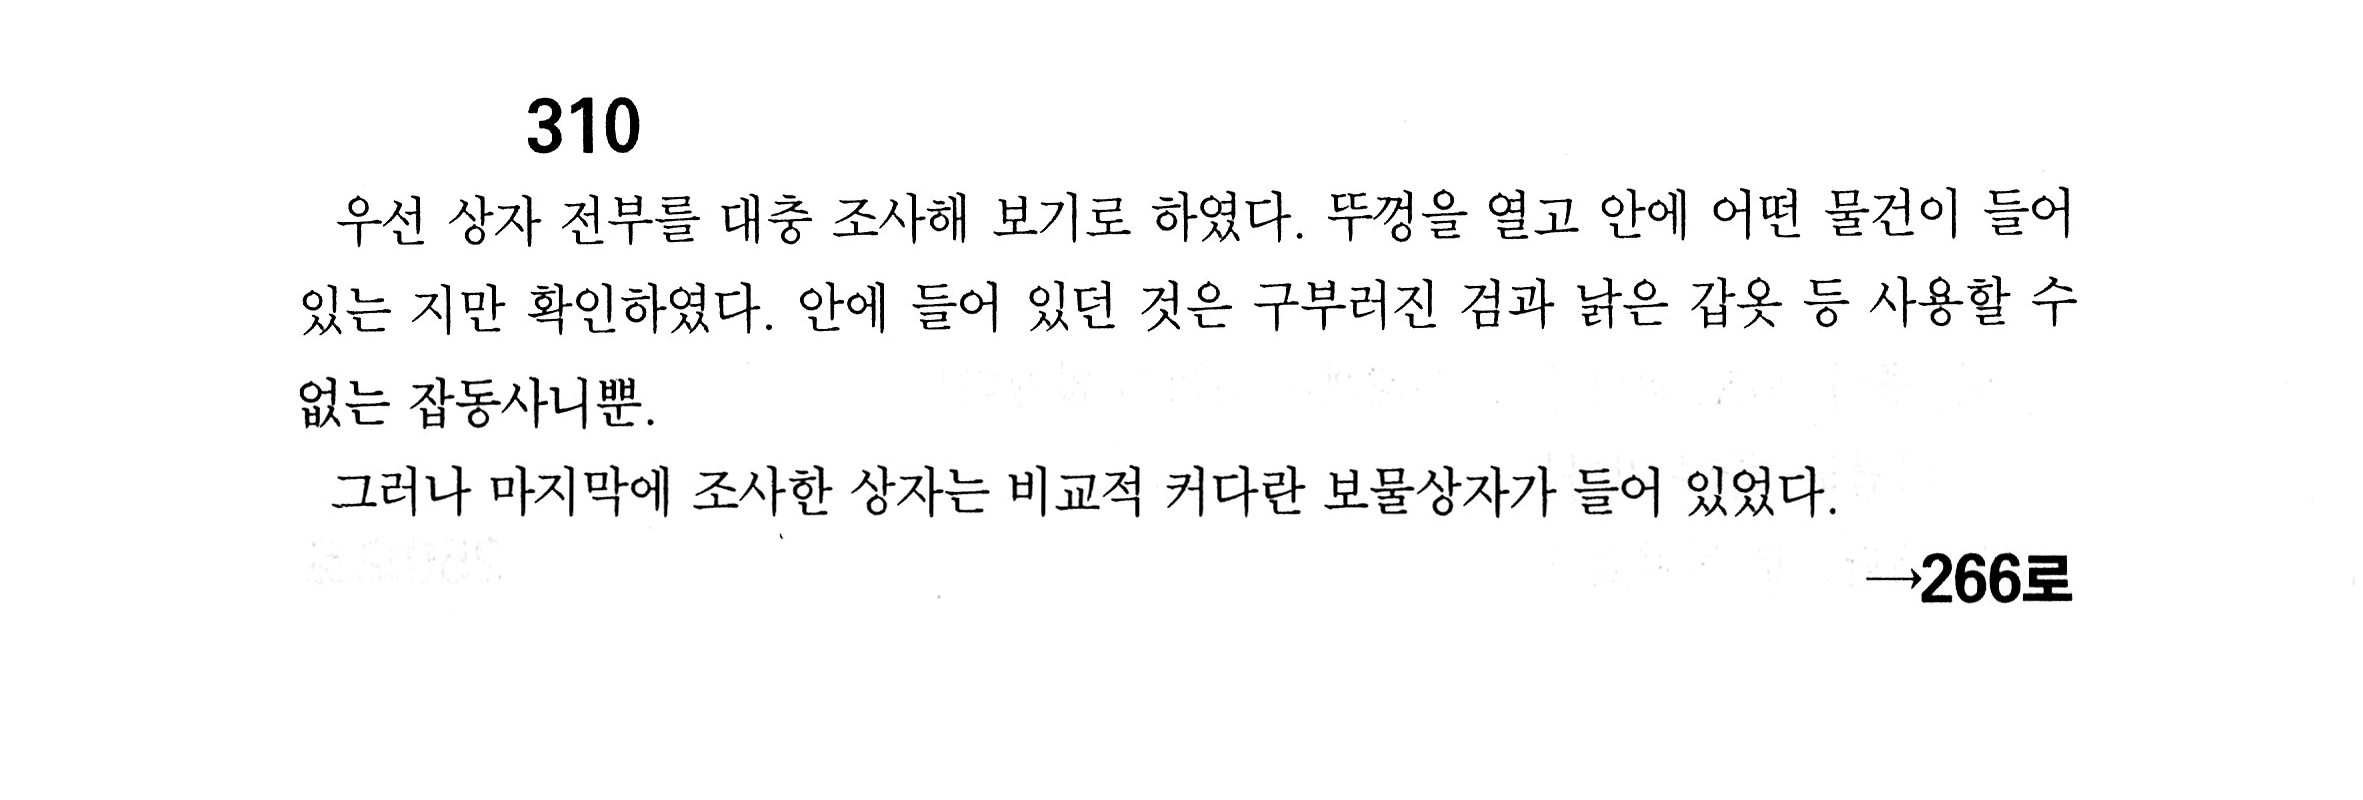 310
우선 상자 전부를 대충 조사해 보기로 하였다. 뚜껑을 열고 안에 어떤 물건이 들어
있는 지만 확인하였다. 안에 들어 있던 것은 구부러진 검과 낡은 갑옷 등 사용할 수
없는 잡동사니뿐.
그러나 마지막에 조사한 상자는 비교적 커다란 보물상자가 들어 있었다.
→266로